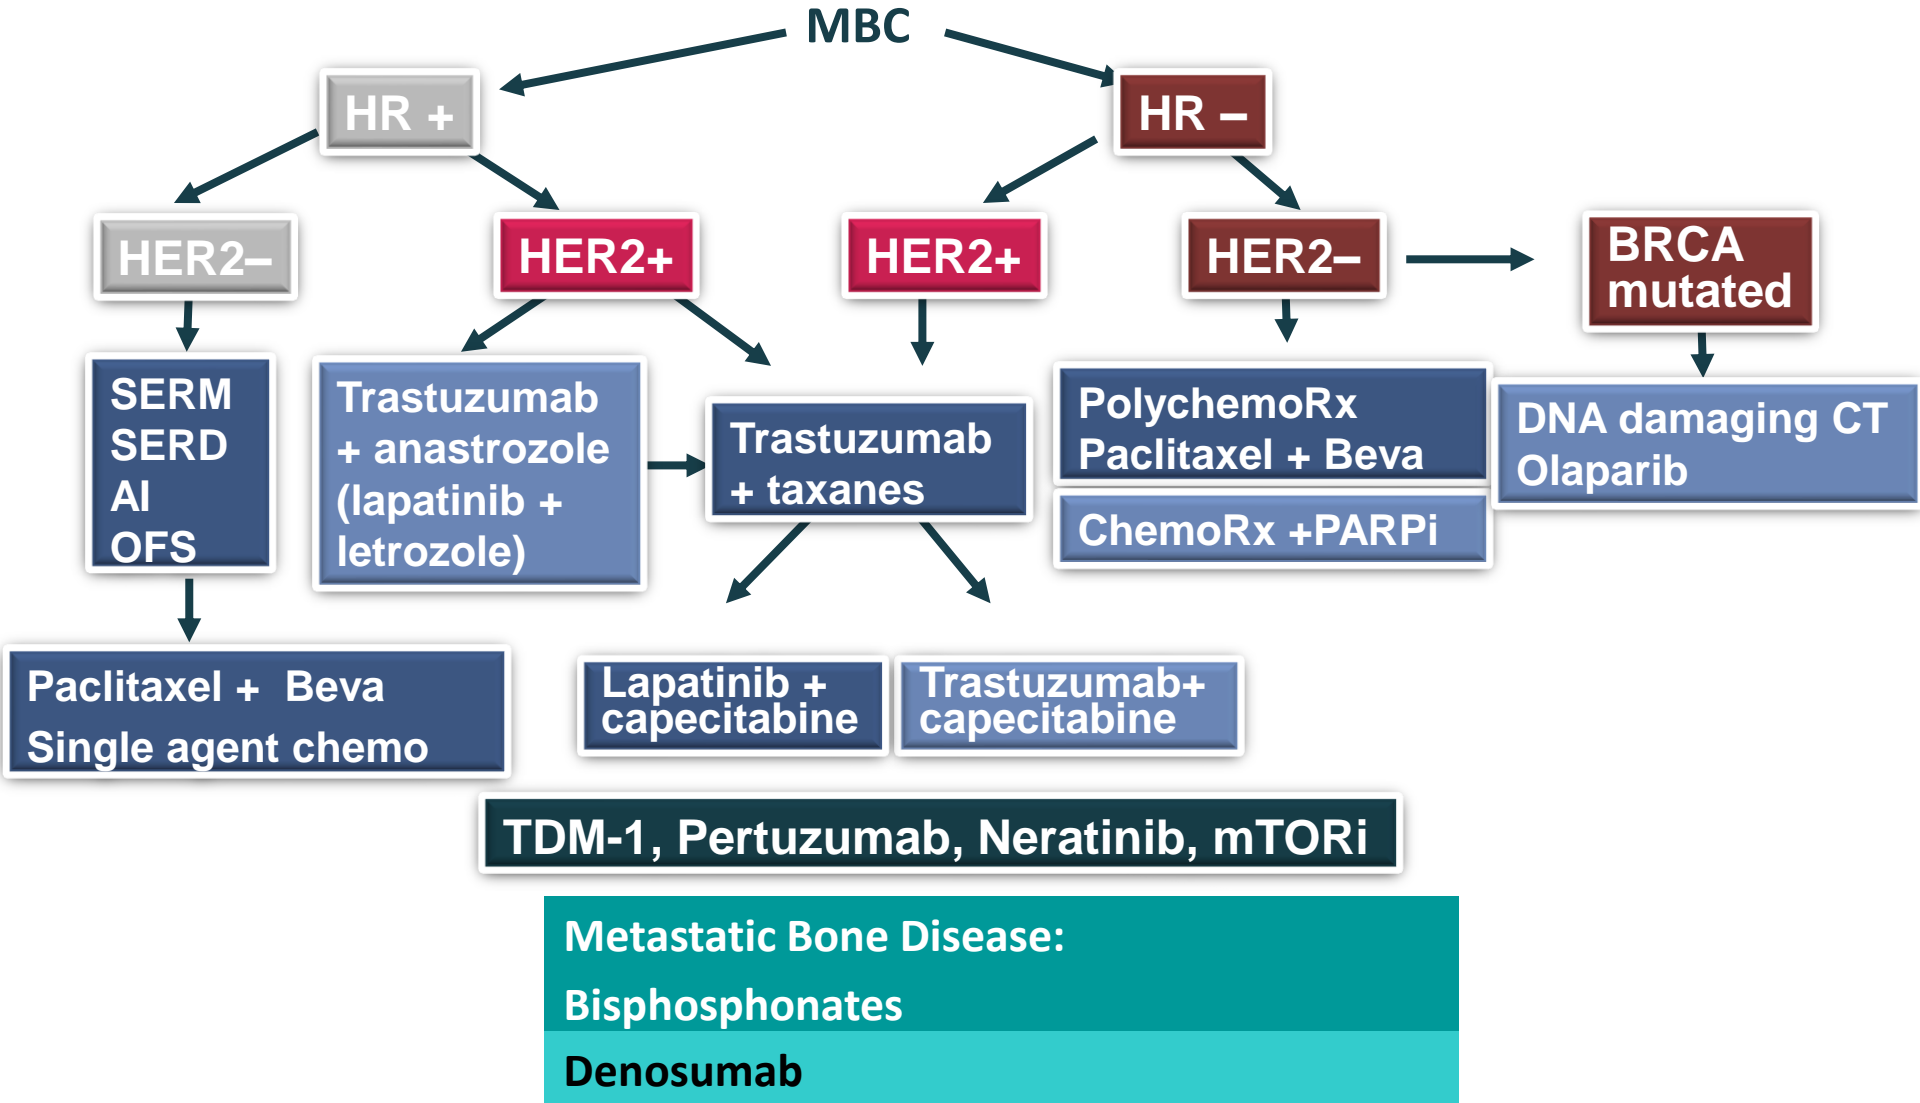 MBC
HR +
HR –
HER2–
HER2+
HER2+
HER2–
BRCA
mutated
SERM
SERD
AI
OFS
Trastuzumab
+ anastrozole
(lapatinib +
letrozole)
Trastuzumab
+ taxanes
PolychemoRx
Paclitaxel + Beva
ChemoRx +PARPi
DNA damaging CT
Olaparib
Paclitaxel + Beva
Single agent chemo
Lapatinib +
capecitabine
Trastuzumab+
capecitabine
TDM-1, Pertuzumab, Neratinib, mTORi
Metastatic Bone Disease:
Bisphosphonates
Denosumab